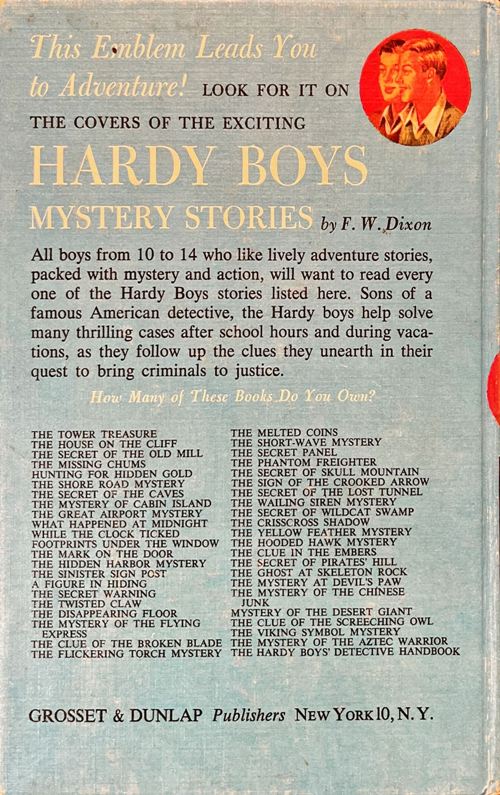 This Emblem Leads You
to Adventure! LOOK FOR IT ON
THE COVERS OF THE EXCITING
HARDY BOYS
MYSTERY STORIES by F. W. Dixon
All boys from 10 to 14 who like lively adventure stories,
packed with mystery and action, will want to read every
one of the Hardy Boys stories listed here. Sons of a
famous American detective, the Hardy boys help solve
many thrilling cases after school hours and during vaca-
tions, as they follow up the clues they unearth in their
quest to bring criminals to justice.
How Many of These Books Do You Own?
THE TOWER TREASURE
THE HOUSE ON THE CLIFF
THE SECRET OF THE OLD MILL
THE MISSING CHUMS
HUNTING FOR HIDDEN GOLD
THE SHORE ROAD MYSTERY
THE SECRET OF THE CAVES
THE MYSTERY OF CABIN ISLAND
THE GREAT AIRPORT MYSTERY
WHAT HAPPENED AT MIDNIGHT
WHILE THE CLOCK TICKED
FOOTPRINTS UNDER THE WINDOW
THE MARK ON THE DOOR
THE HIDDEN HARBOR MYSTERY
THE SINISTER SIGN POST
A FIGURE IN HIDING
THE SECRET WARNING
THE TWISTED CLAW
THE DISAPPEARING FLOOR
THE MYSTERY OF THE FLYING
EXPRESS
THE CLUE OF THE BROKEN BLADE
THE FLICKERING TORCH MYSTERY
THE MELTED COINS
THE SHORT-WAVE MYSTERY
THE SECRET PANEL
THE PHANTOM FREIGHTER
THE SECRET OF SKULL MOUNTAIN
THE SIGN OF THE CROOKED ARROW
THE SECRET OF THE LOST TUNNEL
THE WAILING SIREN MYSTERY
THE SECRET OF WILDCAT SWAMP
THE CRISSCROSS SHADOW
THE YELLOW FEATHER MYSTERY
THE HOODED HAWK MYSTERY
THE CLUE IN THE EMBERS
THE SECRET OF PIRATES' HILL
THE GHOST AT SKELETON ROCK
THE MYSTERY AT DEVIL'S PAW
THE MYSTERY OF THE CHINESE
JUNK
MYSTERY OF THE DESERT GIANT
THE CLUE OF THE SCREECHING OWL
THE VIKING SYMBOL MYSTERY
THE MYSTERY OF THE AZTEC WARRIOR
THE HARDY BOYS' DETECTIVE HANDBOOK
GROSSET & DUNLAP Publishers NEW YORK 10, N. Y.